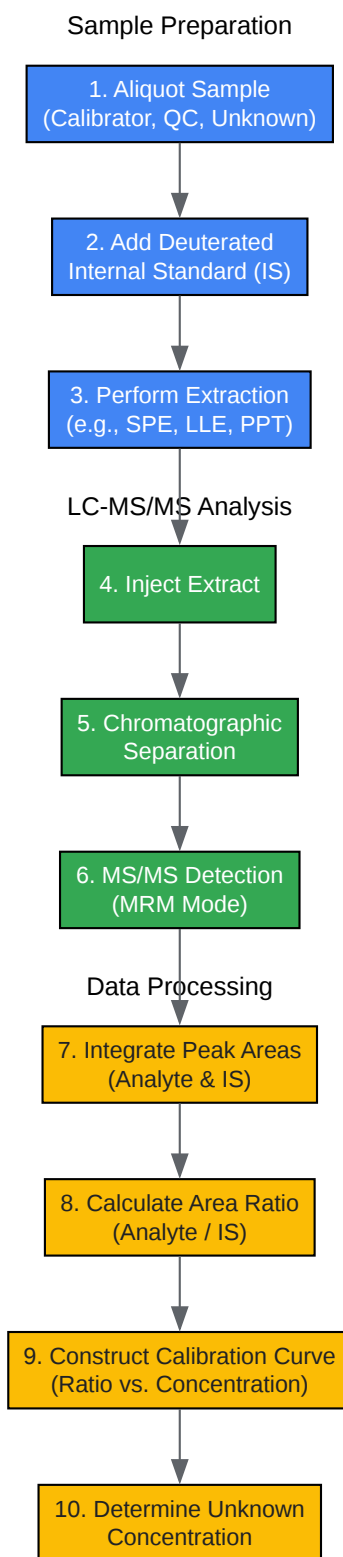 Sample Preparation
1. Aliquot Sample
(Calibrator, QC, Unknown)
2. Add Deuterated
Internal Standard (IS)
3. Perform Extraction
(e.g., SPE, LLE, PPT)
LC-MS/MS Analysis
4. Inject Extract
5. Chromatographic
Separation
6. MS/MS Detection
(MRM Mode)
Data Processing
7. Integrate Peak Areas
(Analyte & IS)
8. Calculate Area Ratio
(Analyte / IS)
9. Construct Calibration Curve
(Ratio vs. Concentration)
10. Determine Unknown
Concentration